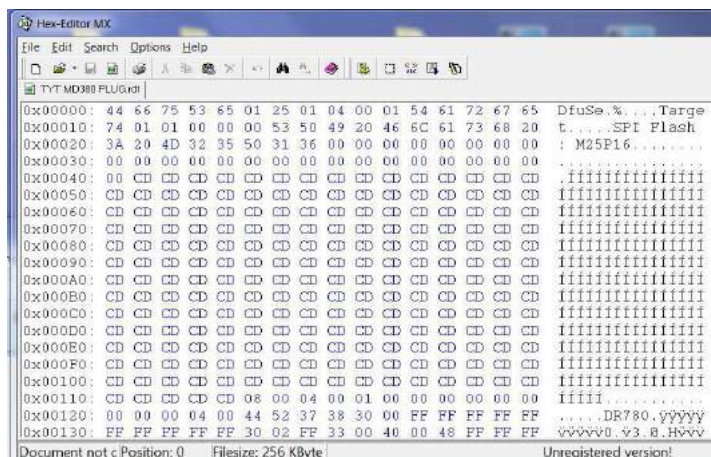 Hex-Editor MX
File Edit Search Options Help
TYT MD380 PLUG.rdt
0x00000: 44 66 75 53 65 01 25 01 04 00 01 54 61 72 67 65 DfuSe.%....Targe
0x00010: 74 01 01 00 00 00 53 50 49 20 46 6C 61 73 68 20 t.....SPI Flash
0x00020: 3A 20 4D 32 35 50 31 36 00 00 00 00 00 00 00 00 : M25P16........
0x00030: 00 00 00 00 00 00 00 00 00 00 00 00 00 00 00 00 ................
0x00040: 00 CD CD CD CD CD CD CD CD CD CD CD CD CD CD CD .ÍÍÍÍÍÍÍÍÍÍÍÍÍÍÍ
0x00050: CD CD CD CD CD CD CD CD CD CD CD CD CD CD CD CD ÍÍÍÍÍÍÍÍÍÍÍÍÍÍÍÍ
0x00060: CD CD CD CD CD CD CD CD CD CD CD CD CD CD CD CD ÍÍÍÍÍÍÍÍÍÍÍÍÍÍÍÍ
0x00070: CD CD CD CD CD CD CD CD CD CD CD CD CD CD CD CD ÍÍÍÍÍÍÍÍÍÍÍÍÍÍÍÍ
0x00080: CD CD CD CD CD CD CD CD CD CD CD CD CD CD CD CD ÍÍÍÍÍÍÍÍÍÍÍÍÍÍÍÍ
0x00090: CD CD CD CD CD CD CD CD CD CD CD CD CD CD CD CD ÍÍÍÍÍÍÍÍÍÍÍÍÍÍÍÍ
0x000A0: CD CD CD CD CD CD CD CD CD CD CD CD CD CD CD CD ÍÍÍÍÍÍÍÍÍÍÍÍÍÍÍÍ
0x000B0: CD CD CD CD CD CD CD CD CD CD CD CD CD CD CD CD ÍÍÍÍÍÍÍÍÍÍÍÍÍÍÍÍ
0x000C0: CD CD CD CD CD CD CD CD CD CD CD CD CD CD CD CD ÍÍÍÍÍÍÍÍÍÍÍÍÍÍÍÍ
0x000D0: CD CD CD CD CD CD CD CD CD CD CD CD CD CD CD CD ÍÍÍÍÍÍÍÍÍÍÍÍÍÍÍÍ
0x000E0: CD CD CD CD CD CD CD CD CD CD CD CD CD CD CD CD ÍÍÍÍÍÍÍÍÍÍÍÍÍÍÍÍ
0x000F0: CD CD CD CD CD CD CD CD CD CD CD CD CD CD CD CD ÍÍÍÍÍÍÍÍÍÍÍÍÍÍÍÍ
0x00100: CD CD CD CD CD CD CD CD CD CD CD CD CD CD CD CD ÍÍÍÍÍÍÍÍÍÍÍÍÍÍÍÍ
0x00110: CD CD CD CD CD 08 00 04 00 01 00 00 00 00 00 00 ÍÍÍÍÍ...........
0x00120: 00 00 00 04 00 44 52 37 38 30 00 FF FF FF FF FF .....DR780.ÿÿÿÿÿ
0x00130: FF FF FF FF FF 30 02 FF 33 00 40 00 48 FF FF FF ÿÿÿÿÿ0.ÿ3.@.Hÿÿÿ
Document not c Position: 0 Filesize: 256 KByte Unregistered version!